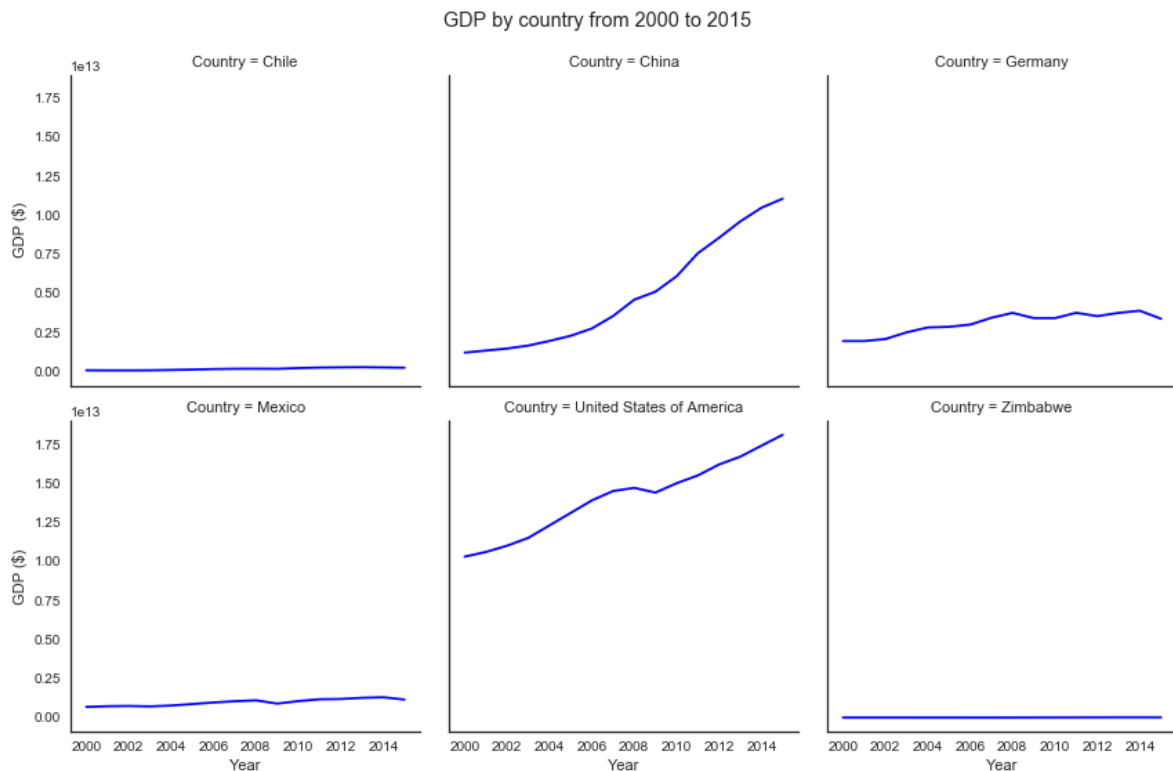 GDP by country from 2000 to 2015
Country = Chile
Country = China
Country = Germany
1e13
1.75
1.50
1.25
1.00
0.75
0.50
0.25
0.00
GDP ($)
Country = Mexico
Country = United States of America
Country = Zimbabwe
1e13
1.75
1.50
1.25
1.00
0.75
0.50
0.25
0.00
GDP ($)
2000 2002 2004 2006 2008 2010 2012 2014
2000 2002 2004 2006 2008 2010 2012 2014
2000 2002 2004 2006 2008 2010 2012 2014
Year
Year
Year